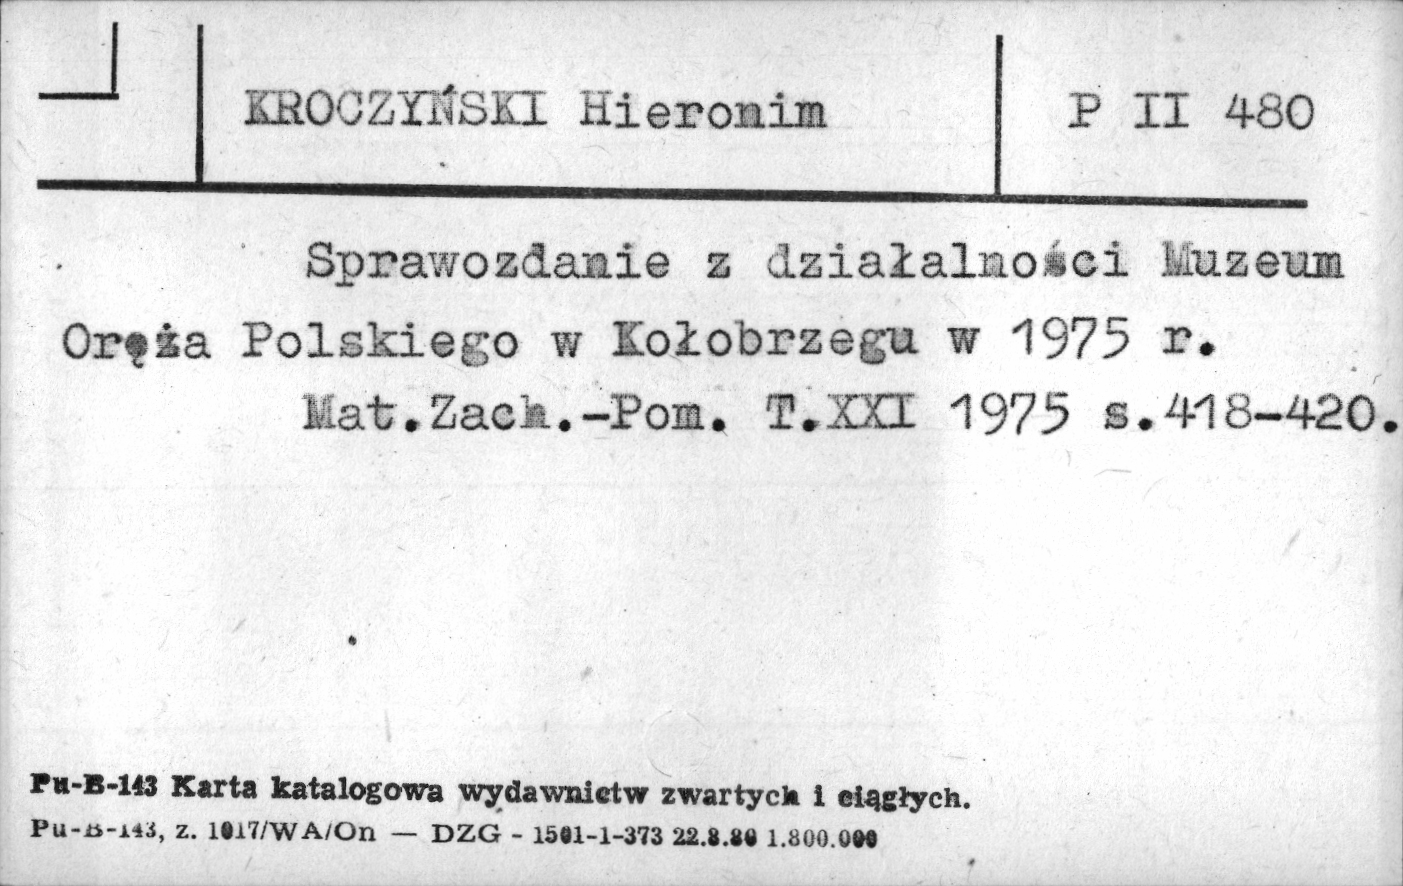 KROCZYŃSKI Hieronim
P II 480
Sprawozdanie z działalności Muzeum
Oręża Polskiego w Kołobrzegu w 1975 r.
Mat.Zach.-Pom. T.XXI 1975 s.418-420.
Pu-B-143 Karta katalogowa wydawnictw zwartych i ciągłych.
Pu-B-143, z. 1017/WA/On — DZG - 1501-1-373 22.8.80 1.800.000